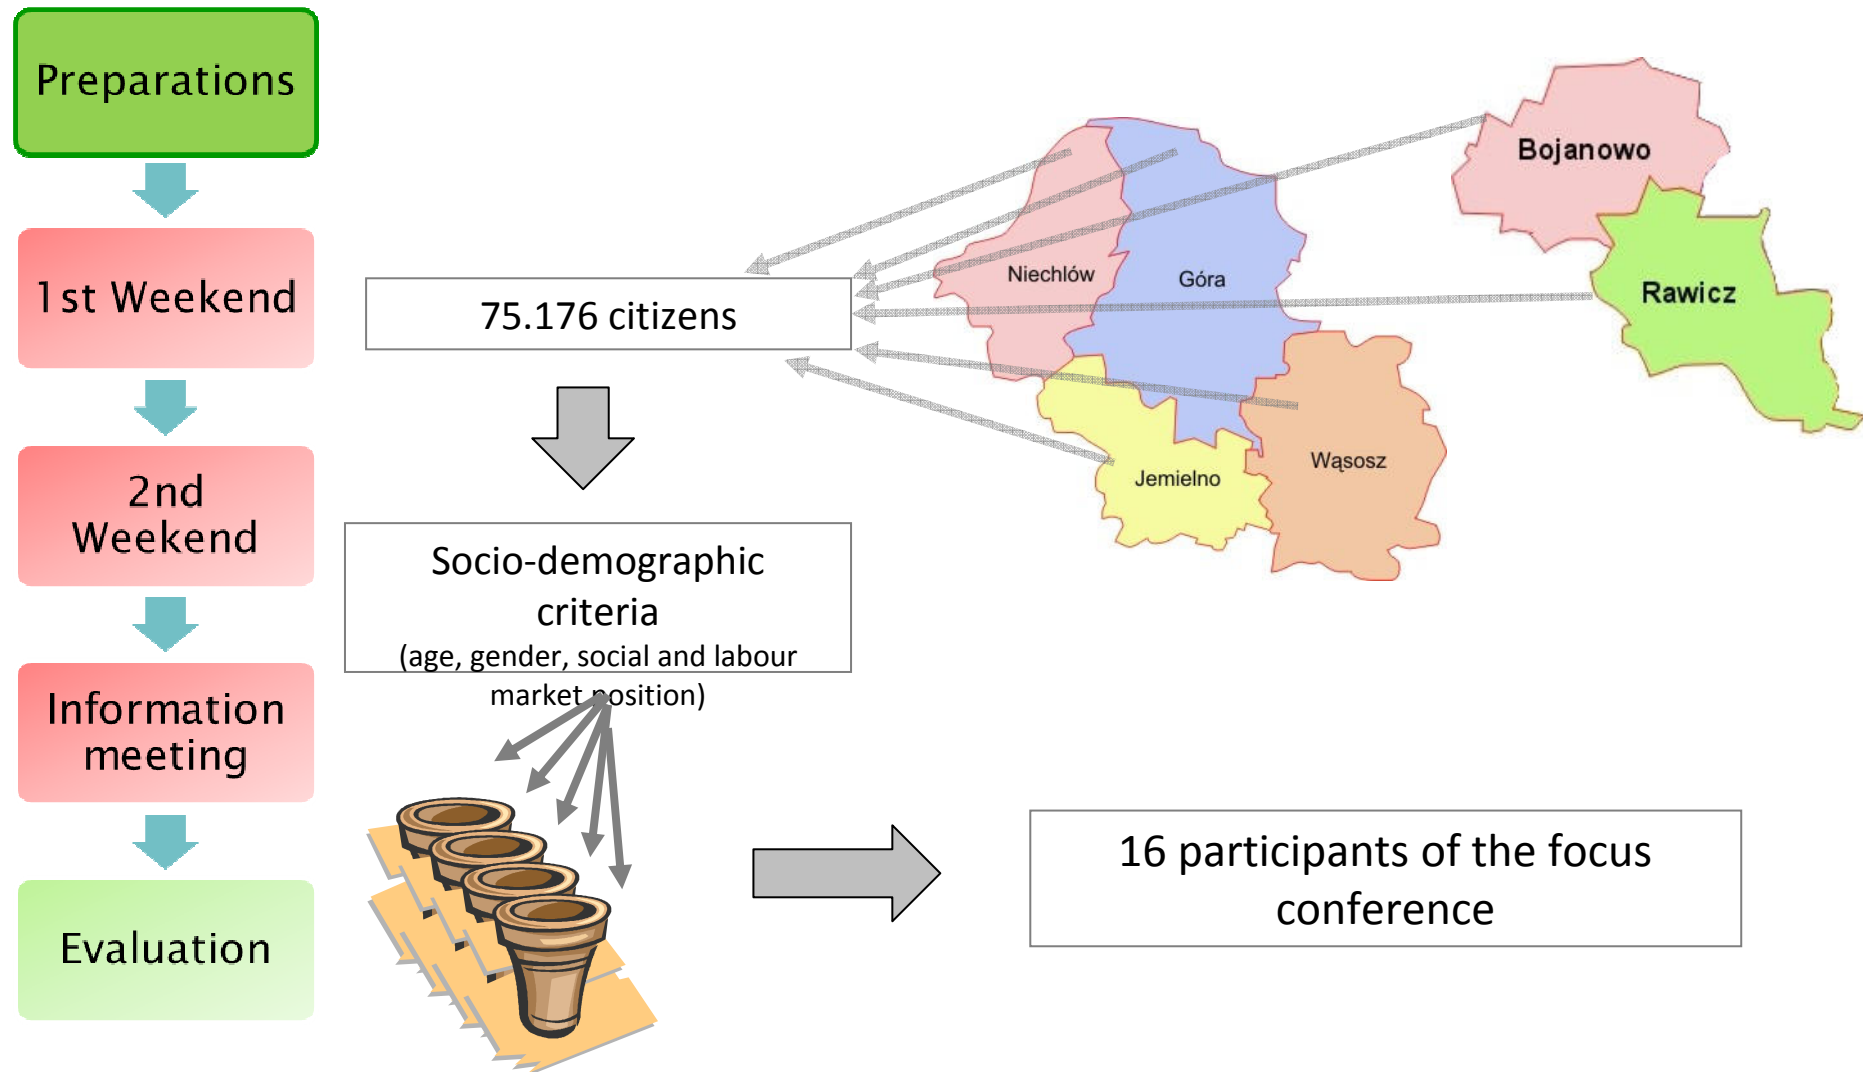 Preparations
1st Weekend
2nd
Weekend
Information
meeting
Evaluation
75.176 citizens
Socio-demographic
criteria
(age, gender, social and labour
market position)
16 participants of the focus
conference
Niechlów
Góra
Jemielno
Wąsosz
Bojanowo
Rawicz